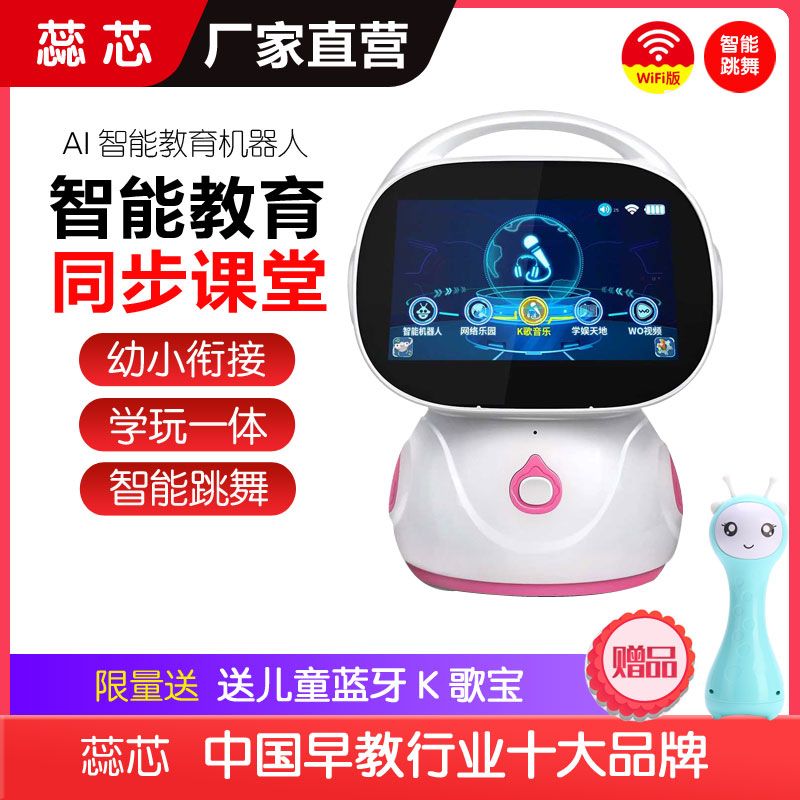 蕊芯 厂家直营
WiFi版
智能
跳舞
AI 智能教育机器人
智能教育
同步课堂
幼小衔接
学玩一体
智能跳舞
25
智能机器人 网络乐园 K歌音乐 学娱天地 WO视频
WO
赠品
限量送 送儿童蓝牙K歌宝
蕊芯 中国早教行业十大品牌